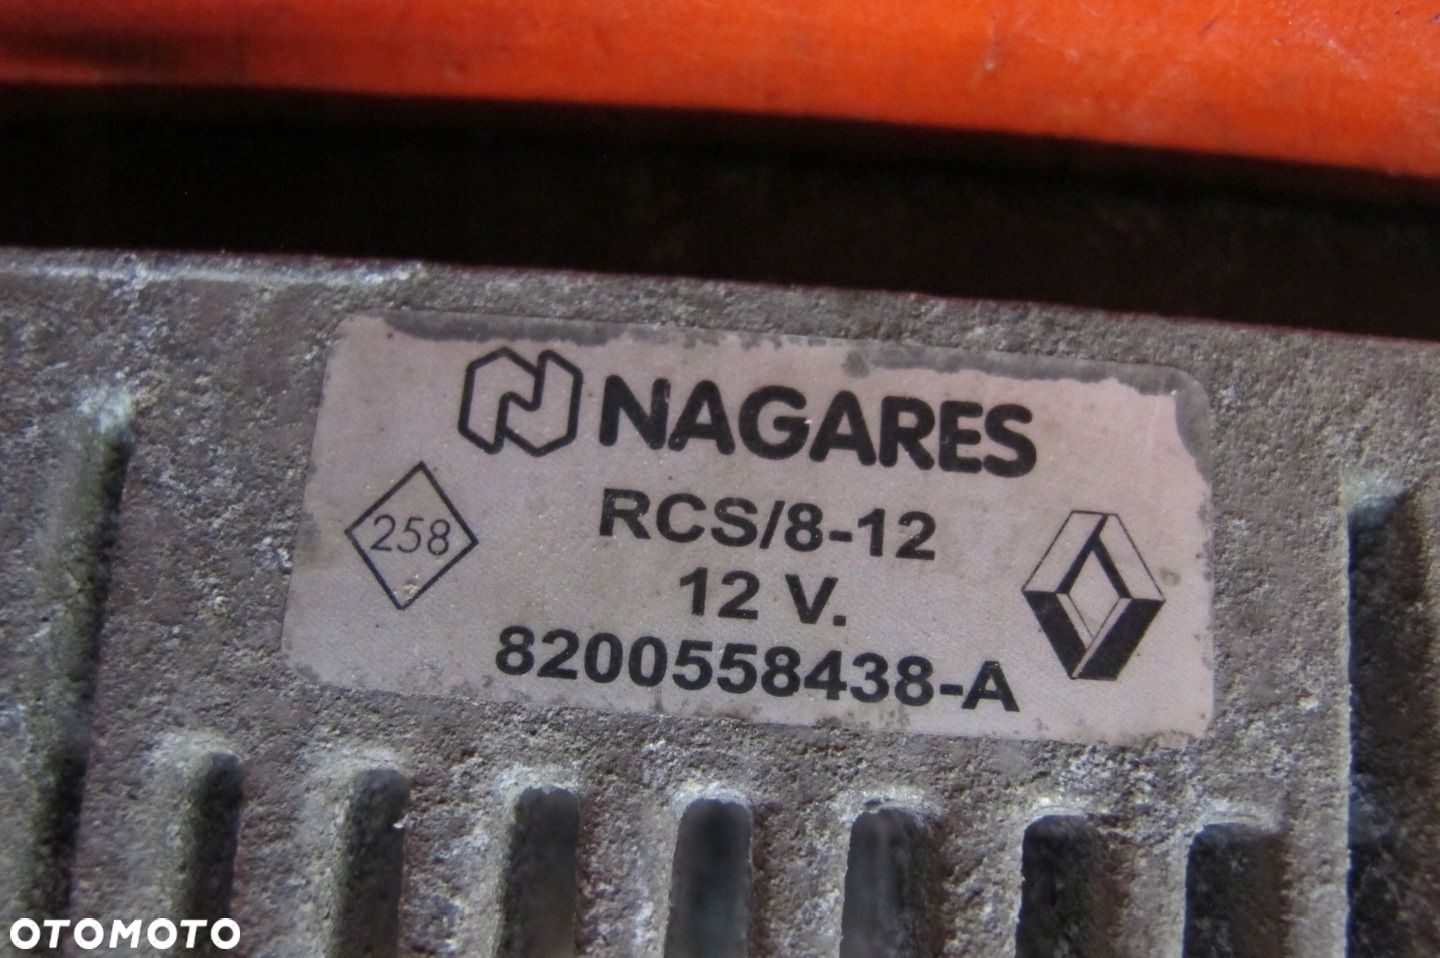 NAGARES
258
RCS/8-12
12 V.
8200558438-A
OTOMOTO